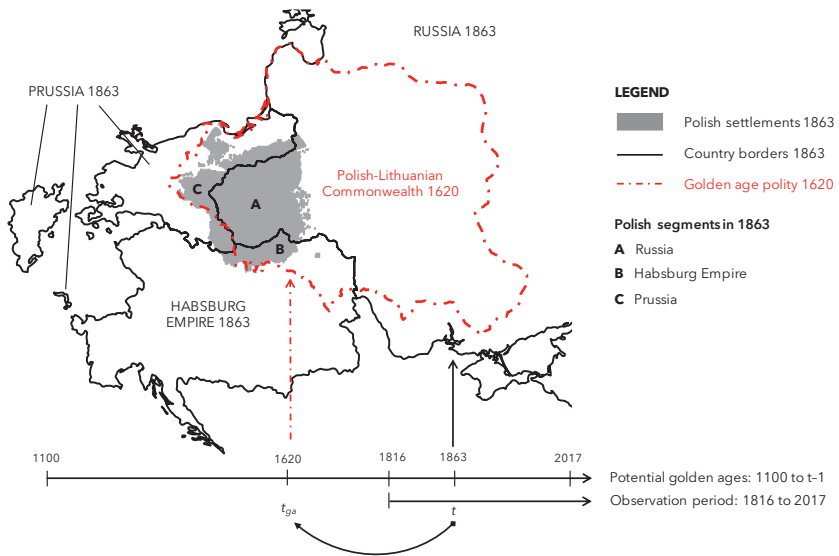 RUSSIA 1863
PRUSSIA 1863
Polish-Lithuanian
Commonwealth 1620
C
A
B
HABSBURG
EMPIRE 1863
LEGEND
Polish settlements 1863
Country borders 1863
Golden age polity 1620
Polish segments in 1863
A Russia
B Habsburg Empire
C Prussia
1100
1620
1816
1863
2017
Potential golden ages: 1100 to t–1
Observation period: 1816 to 2017
tga
t